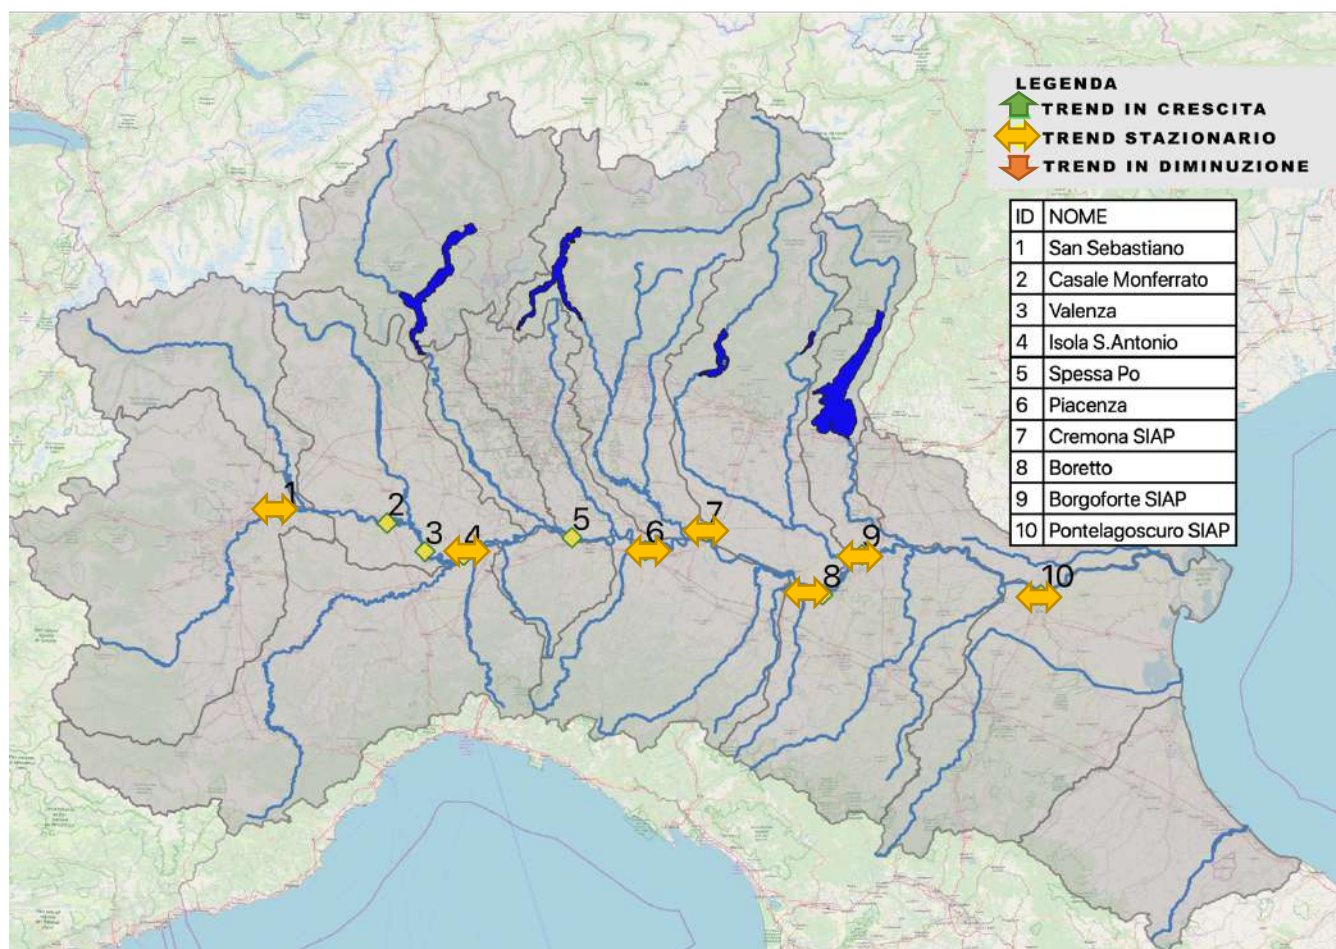 LEGENDA
TREND IN CRESCITA
TREND STAZIONARIO
TREND IN DIMINUZIONE
ID NOME
1 San Sebastiano
2 Casale Monferrato
3 Valenza
4 Isola S.Antonio
5 Spessa Po
6 Piacenza
7 Cremona SIAP
8 Boretto
9 Borgoforte SIAP
10 Pontelagoscuro SIAP
1
2
3
4
5
6
7
8
9
10